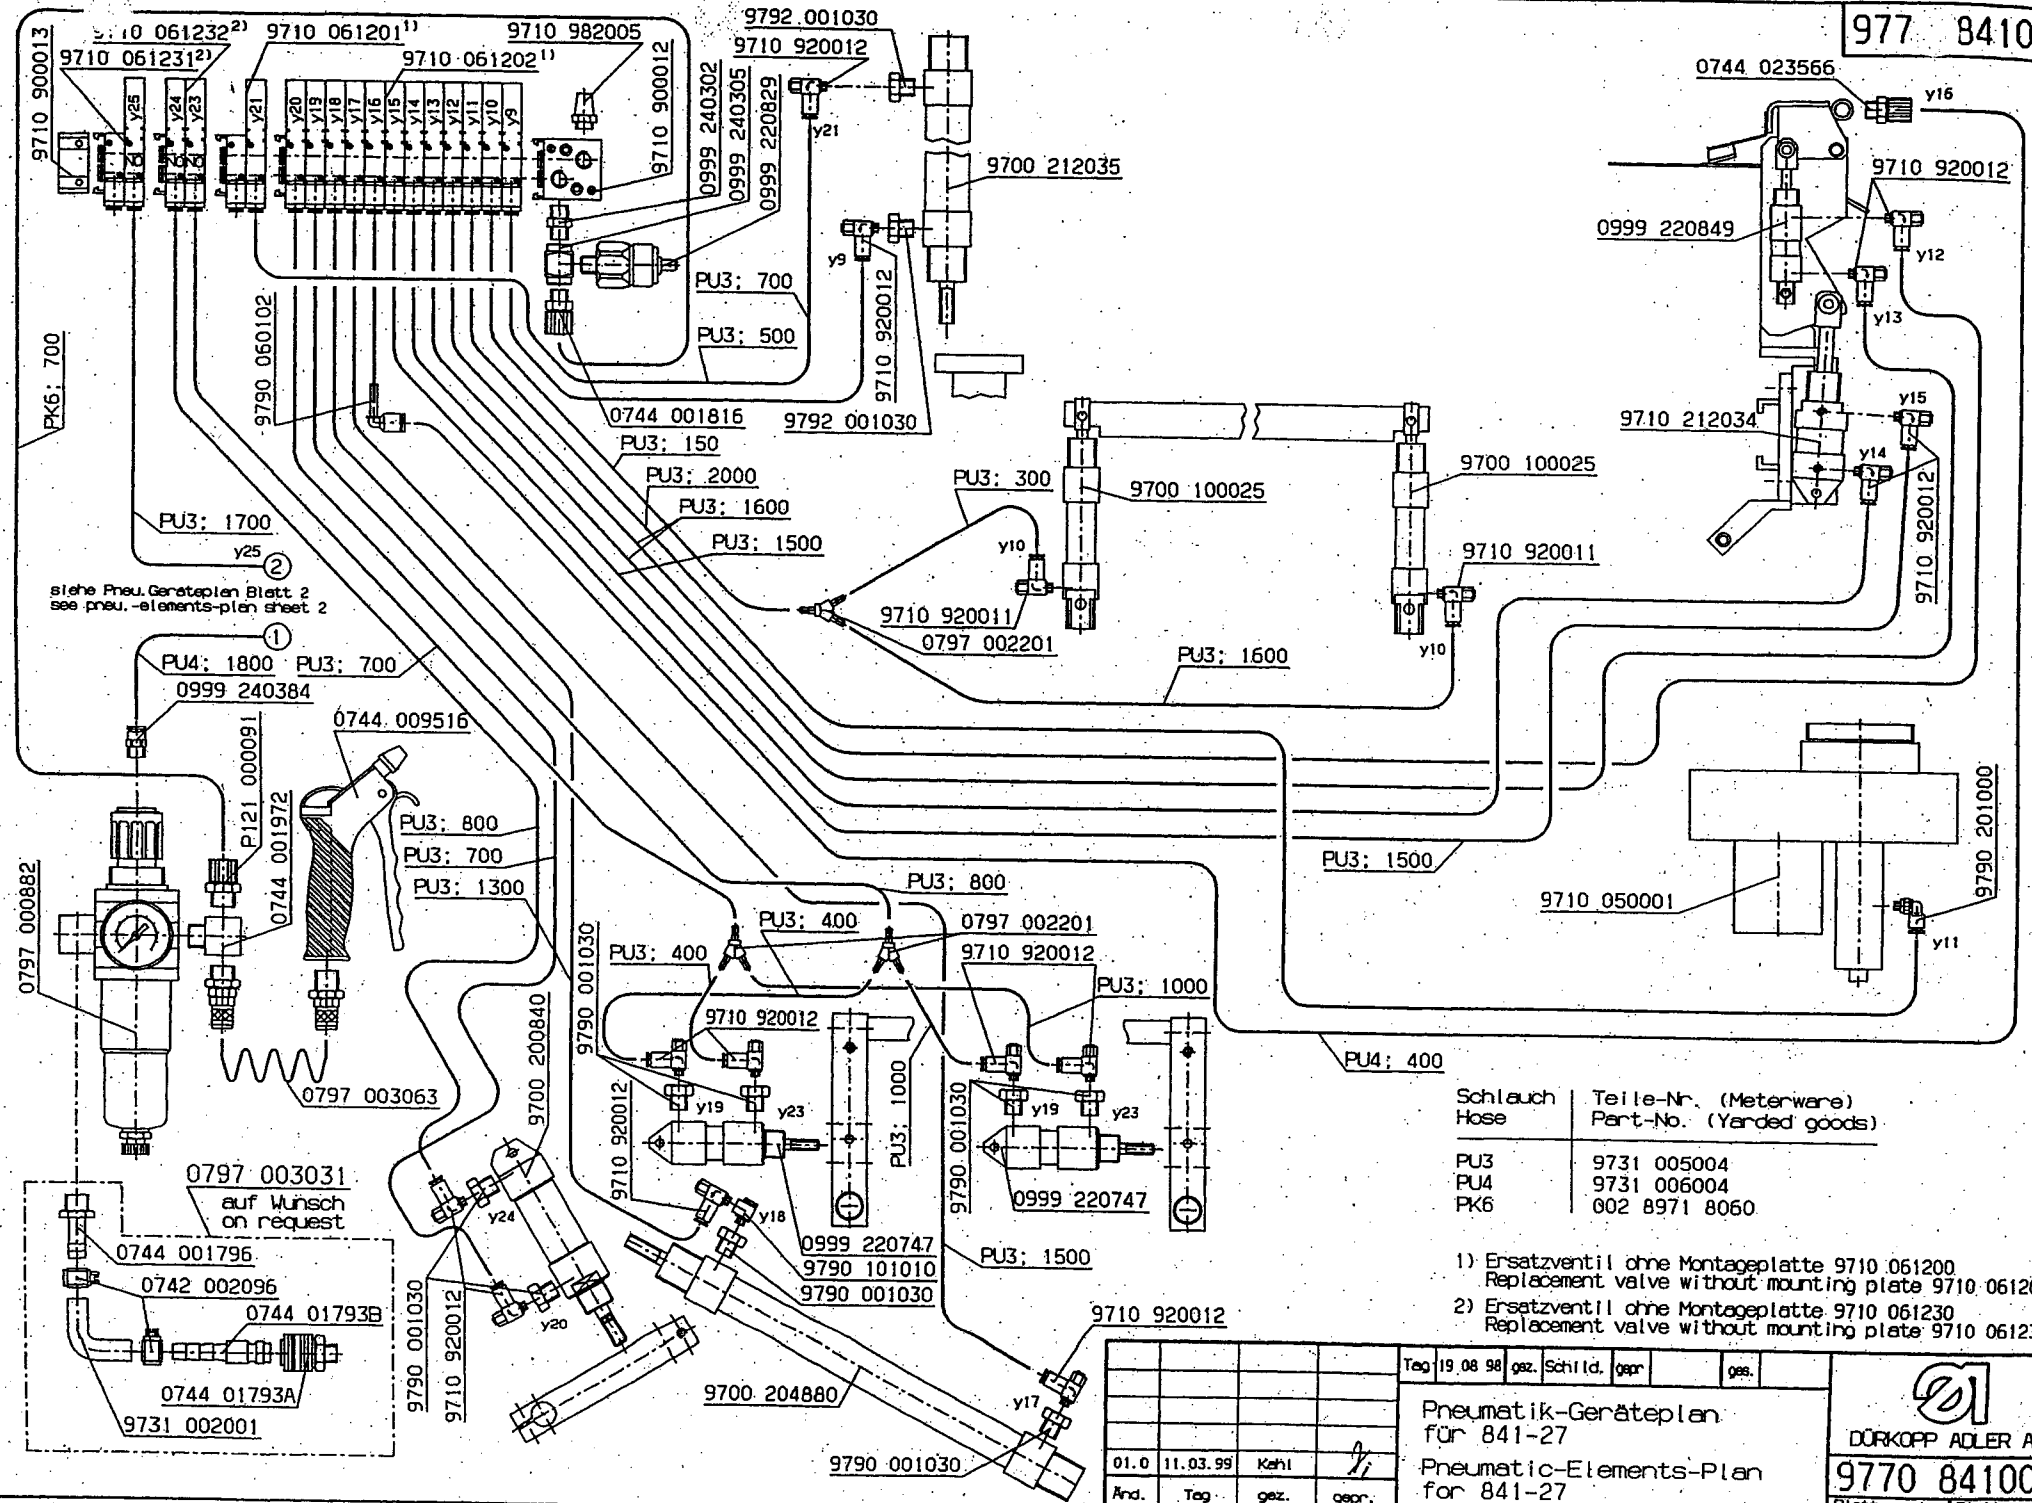 977 8410
9710 900013
061232²⁾
9710 061231²⁾
9710 061201¹⁾
9710 061202¹⁾
9710 982005
9710 900012
0999 240302
0999 240305
0999 220829
9792 001030
9710 920012
y25
y24
y23
y21
y20
y19
y18
y17
y16
y15
y14
y13
y12
y11
y10
y9
y21
9700 212035
y9
9710 920012
9792 001030
PU3; 700
PU3; 500
0744 001816
PU3; 150
PU3; 2000
PU3; 1600
PU3; 1500
9790 060102
PK6; 700
PU3; 1700
y25
2
siehe Pneu.Geräteplan Blatt 2
see pneu.-elements-plan sheet 2
1
PU4; 1800
PU3; 700
0999 240384
0744 009516
P121 000091
0744 001972
0797 000882
0797 003063
0744 023566
y16
9710 920012
0999 220849
y12
y13
9710 212034
y15
y14
9710 920012
PU3; 300
9700 100025
9700 100025
y10
9710 920011
9710 920011
0797 002201
y10
PU3; 1600
PU3; 1500
9710 050001
9790 201000
y11
PU4; 400
PU3; 800
PU3; 700
PU3; 1300
PU3; 800
PU3; 400
0797 002201
PU3; 400
9710 920012
PU3; 1000
9790 001030
9710 920012
9700 200840
9710 920012
y19
y23
PU3; 1000
9790 001030
y19
y23
0999 220747
y18
0999 220747
9790 101010
9790 001030
PU3; 1500
y24
y20
9790 001030
9710 920012
9700 204880
9710 920012
y17
9790 001030
0797 003031
auf Wunsch
on request
0744 001796
0742 002096
0744 01793B
0744 01793A
9731 002001
Schlauch Teile-Nr. (Meterware)
Hose Part-No. (Yarded goods)
PU3 9731 005004
PU4 9731 006004
PK6 002 8971 8060
1) Ersatzventil ohne Montageplatte 9710 061200
Replacement valve without mounting plate 9710
2) Ersatzventil ohne Montageplatte 9710 061230
Replacement valve without mounting plate 9710
Tag 19 08 98 gez. Schild. gepr ges.
Pneumatik-Geräteplan
für 841-27
Pneumatic-Elements-Plan
for 841-27
DÜRKOPP ADLER A
9770 84100
01.0 11.03.99 Kahl
Änd. Tag gez. gepr.